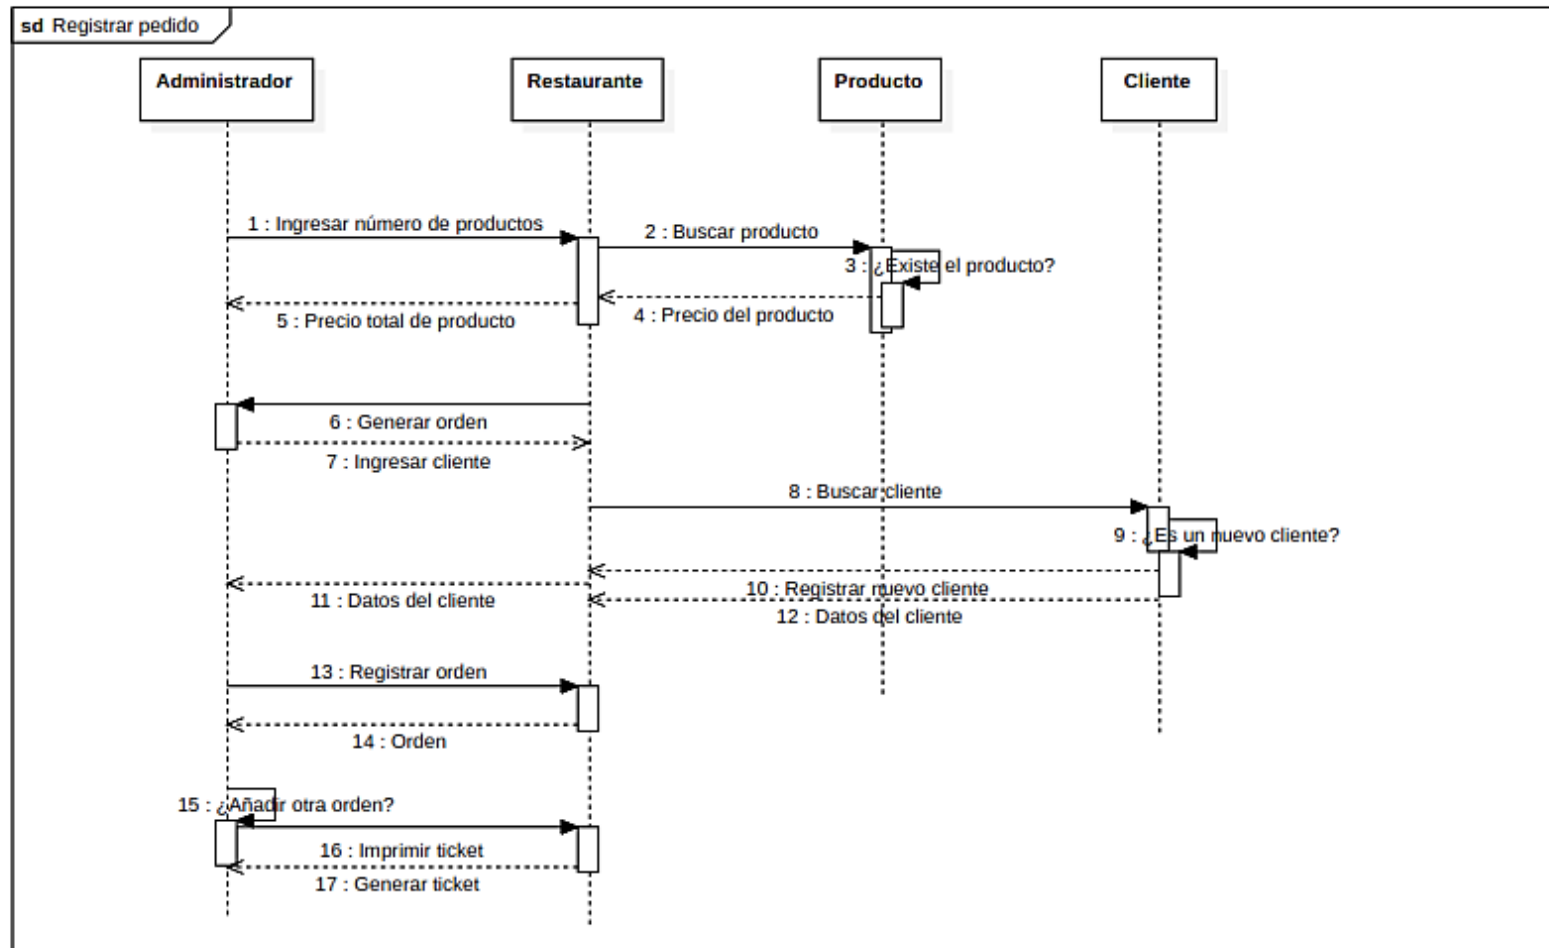 sd Registrar pedido
Administrador
Restaurante
Producto
Cliente
1 : Ingresar número de productos
2 : Buscar producto
3 : ¿Existe el producto?
4 : Precio del producto
5 : Precio total de producto
6 : Generar orden
7 : Ingresar cliente
8 : Buscar cliente
9 : ¿Es un nuevo cliente?
10 : Registrar nuevo cliente
11 : Datos del cliente
12 : Datos del cliente
13 : Registrar orden
14 : Orden
15 : ¿Añadir otra orden?
16 : Imprimir ticket
17 : Generar ticket